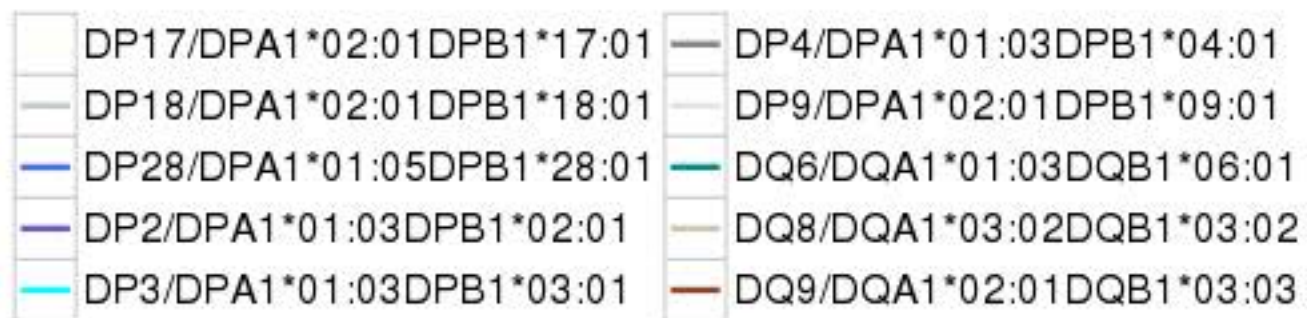 DP17/DPA1*02:01DPB1*17:01
DP18/DPA1*02:01DPB1*18:01
DP28/DPA1*01:05DPB1*28:01
DP2/DPA1*01:03DPB1*02:01
DP3/DPA1*01:03DPB1*03:01
DP4/DPA1*01:03DPB1*04:01
DP9/DPA1*02:01DPB1*09:01
DQ6/DQA1*01:03DQB1*06:01
DQ8/DQA1*03:02DQB1*03:02
DQ9/DQA1*02:01DQB1*03:03